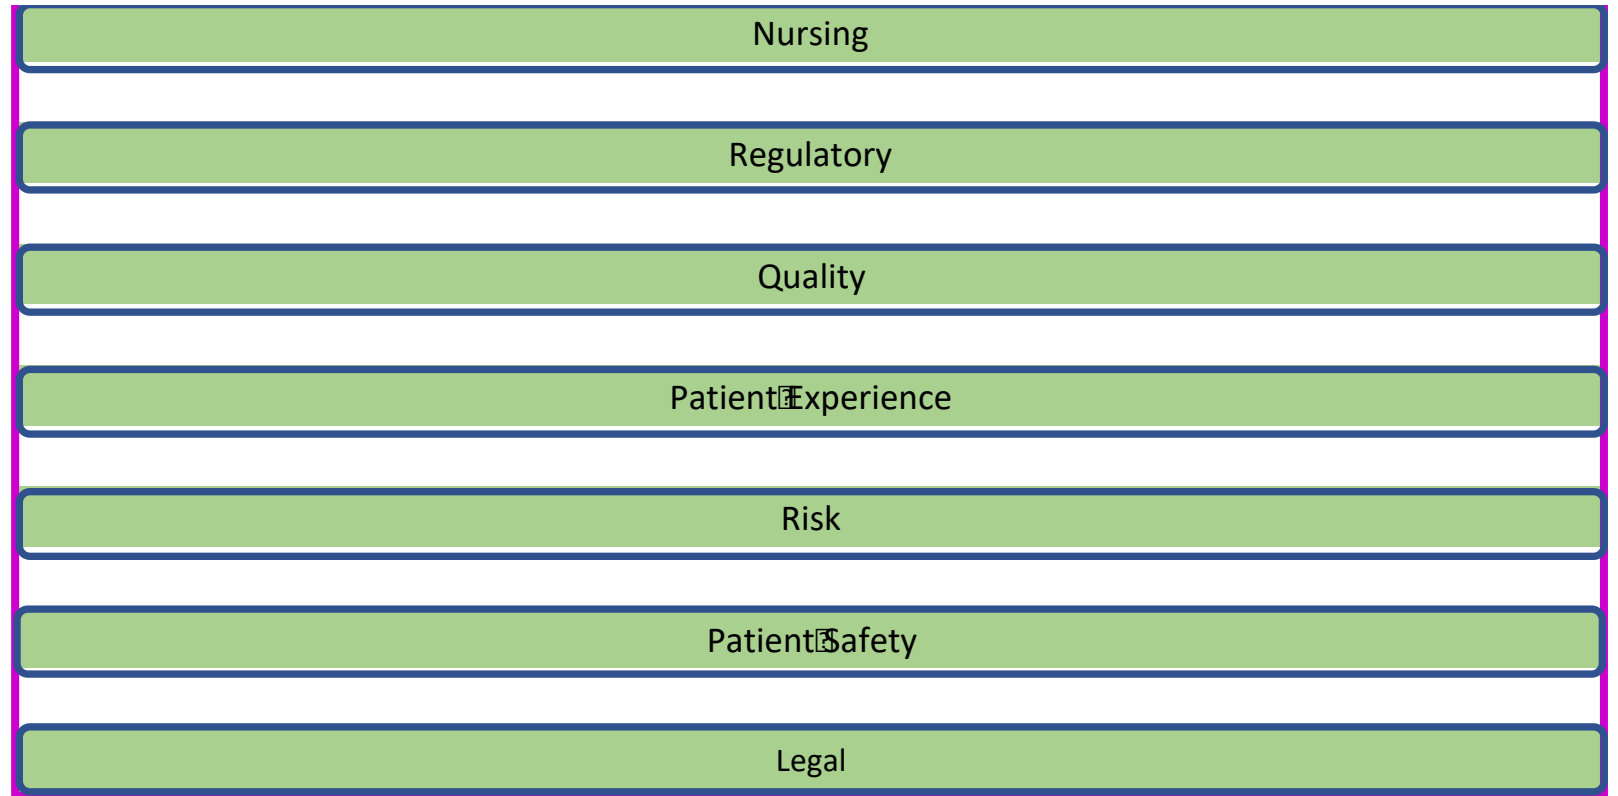 Nursing
Regulatory
Quality
Patient Experience
Risk
Patient Safety
Legal